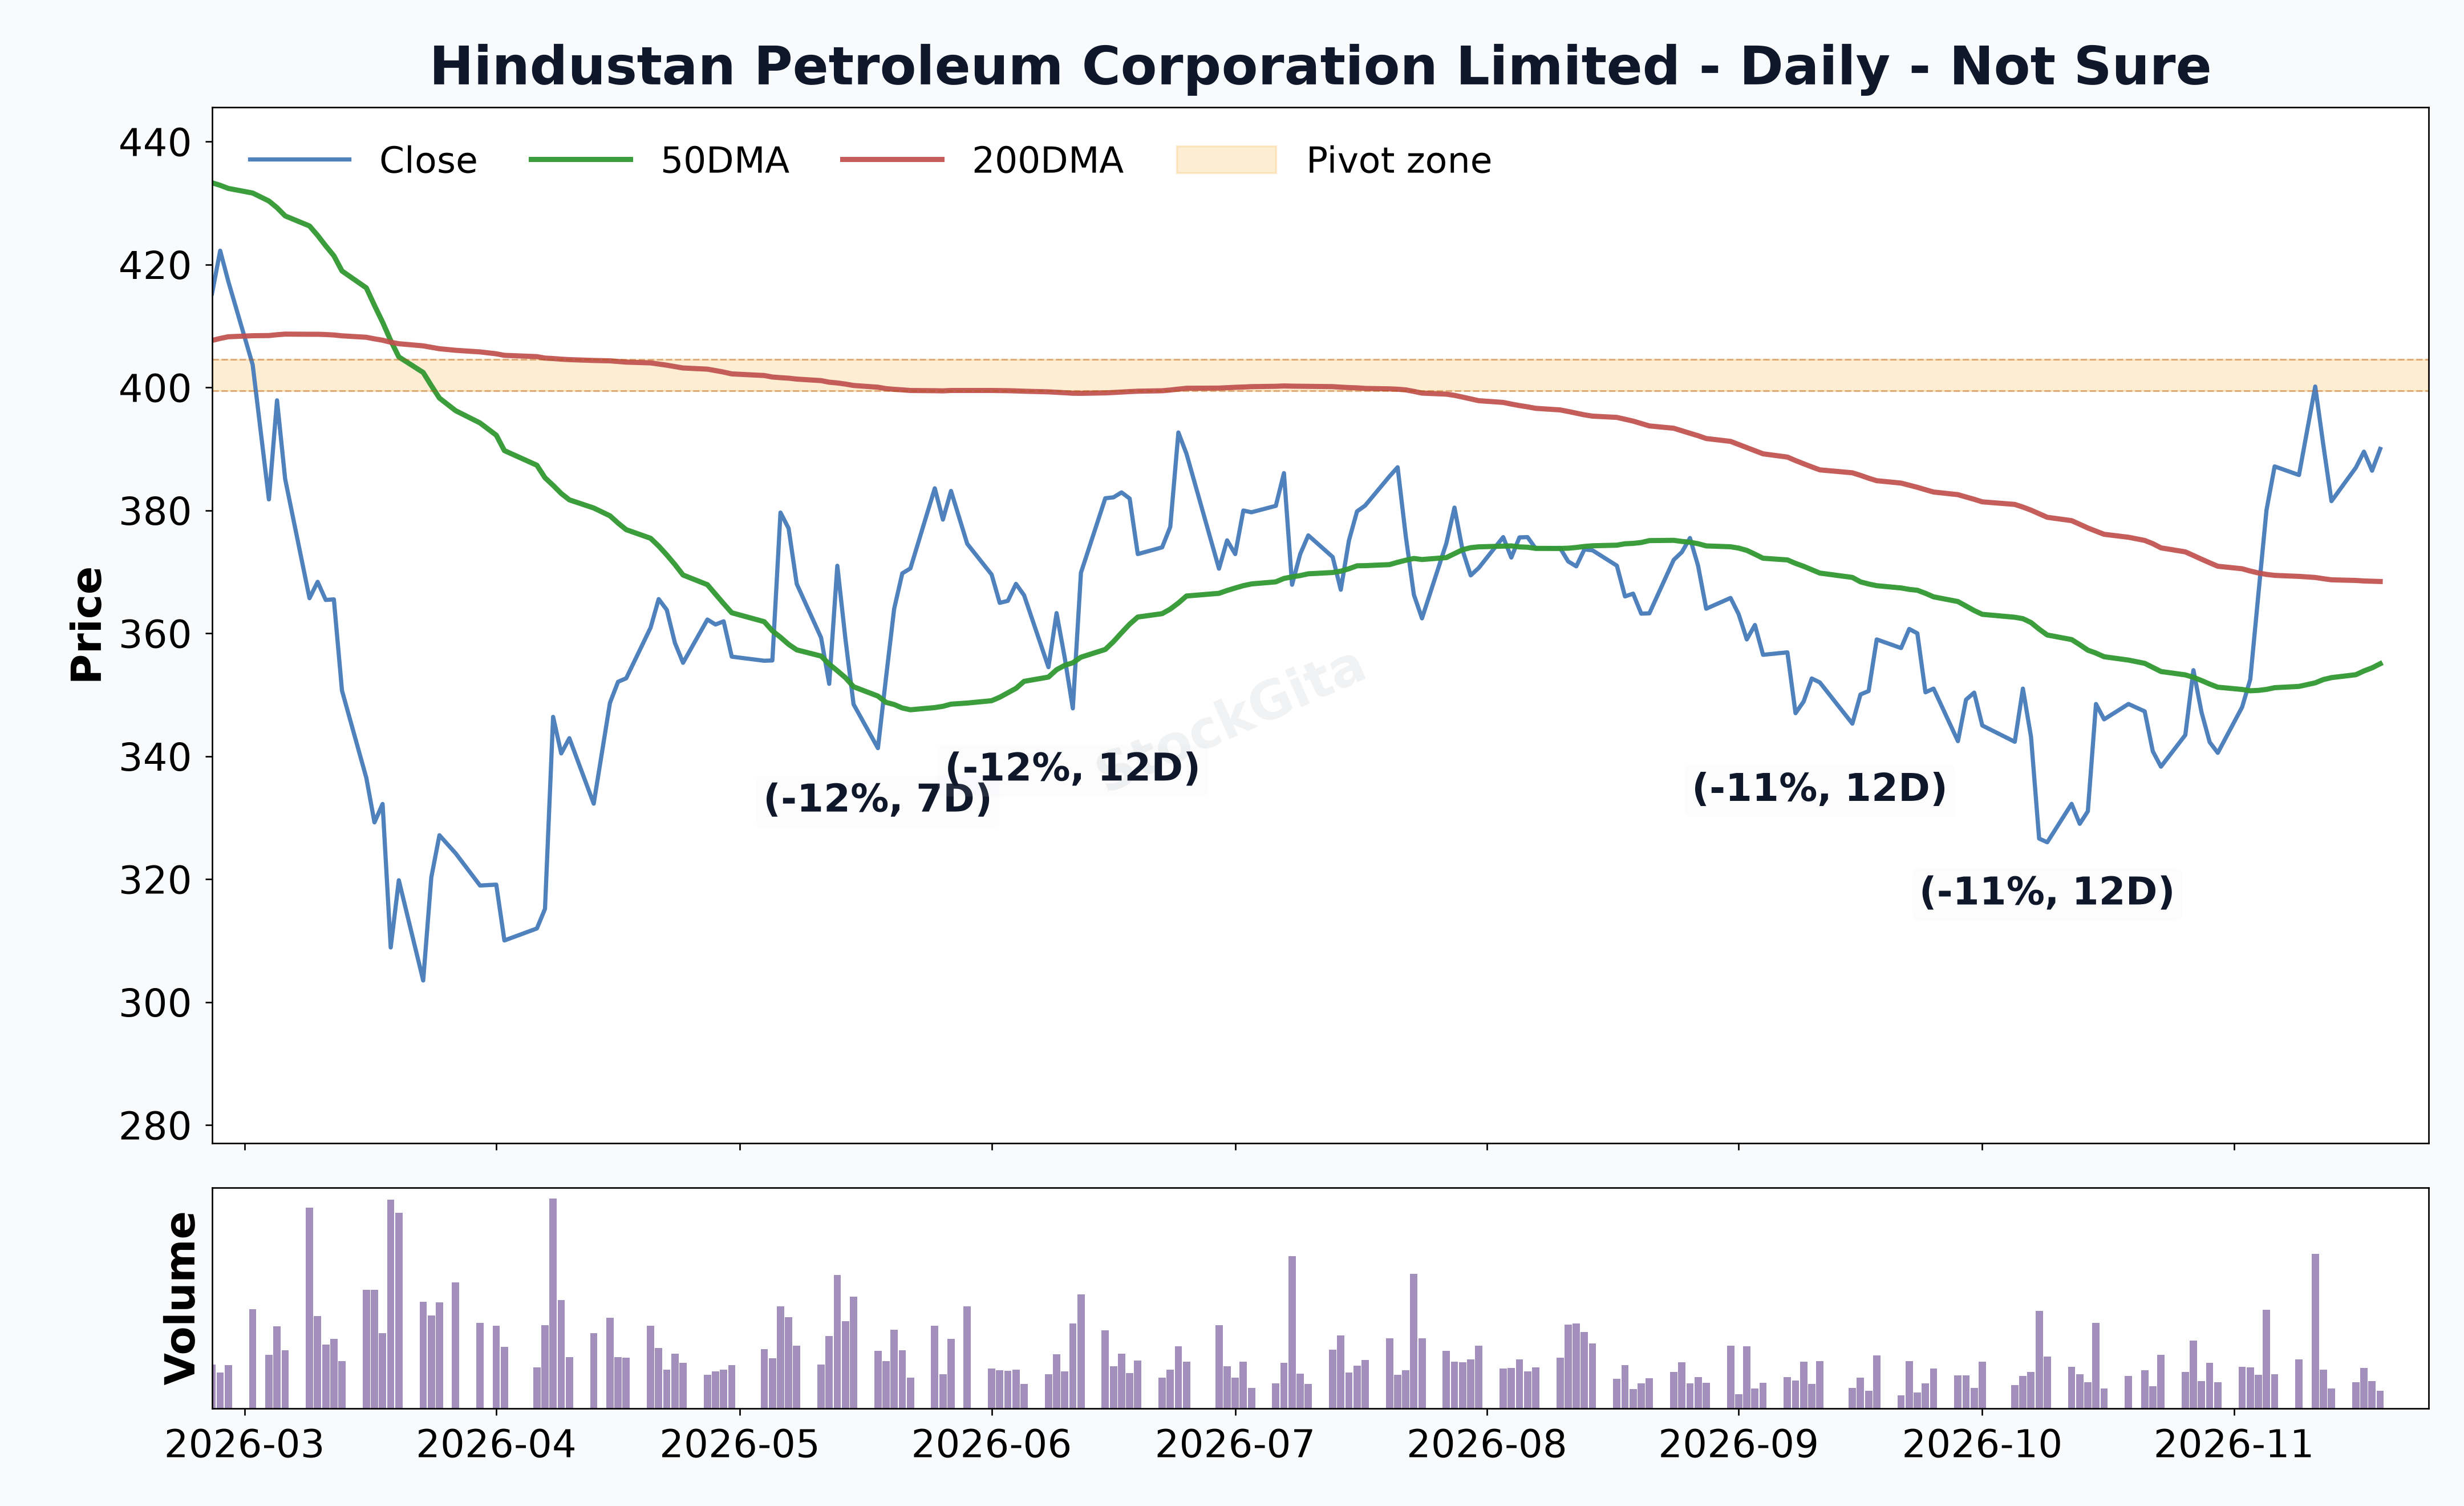 Hindustan Petroleum Corporation Limited - Daily - Not Sure
Close 50DMA 200DMA Pivot zone
Price
440
420
400
380
360
340
320
300
280
StockGita
(-12%, 12D)
(-12%, 7D)
(-11%, 12D)
(-11%, 12D)
Volume
2026-03 2026-04 2026-05 2026-06 2026-07 2026-08 2026-09 2026-10 2026-11